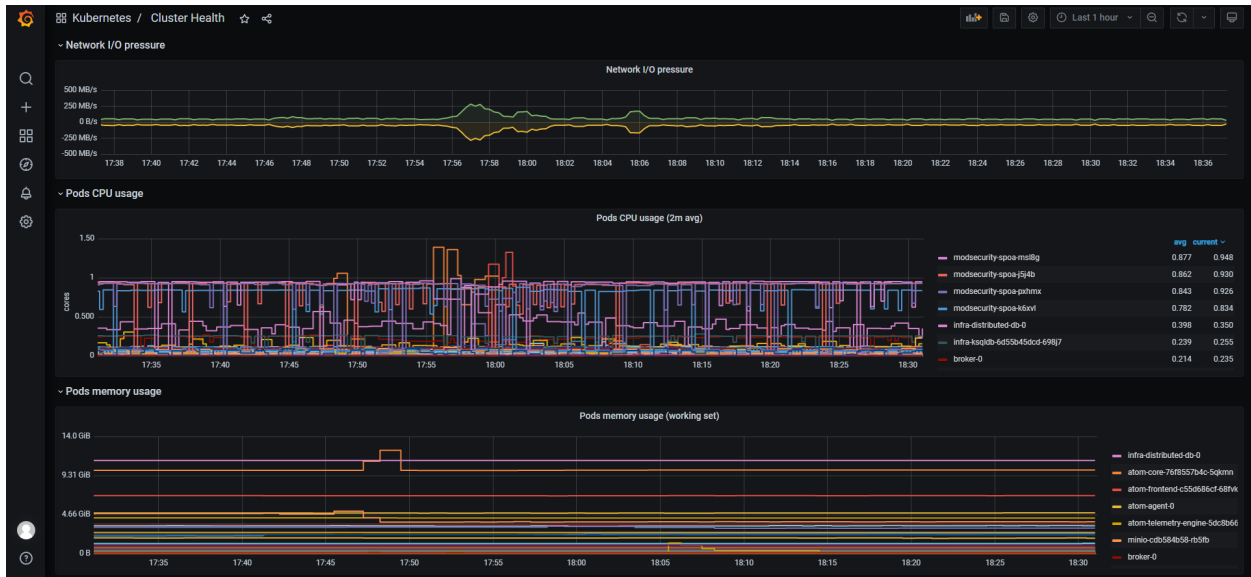 Kubernetes / Cluster Health
Last 1 hour
Network I/O pressure
Network I/O pressure
500 MB/s
250 MB/s
0 B/s
-250 MB/s
-500 MB/s
17:38 17:40 17:42 17:44 17:46 17:48 17:50 17:52 17:54 17:56 17:58 18:00 18:02 18:04 18:06 18:08 18:10 18:12 18:14 18:16 18:18 18:20 18:22 18:24 18:26 18:28 18:30 18:32 18:34 18:36
Pods CPU usage
Pods CPU usage (2m avg)
cores
1.50
1
0.500
0
17:35 17:40 17:45 17:50 17:55 18:00 18:05 18:10 18:15 18:20 18:25 18:30
avg current
modsecurity-spoa-msl8g 0.877 0.948
modsecurity-spoa-j5j4b 0.862 0.930
modsecurity-spoa-pxhmx 0.843 0.926
modsecurity-spoa-k6xvl 0.782 0.834
infra-distributed-db-0 0.398 0.350
infra-ksqldb-6d55b45dcd-698j7 0.239 0.255
broker-0 0.214 0.235
Pods memory usage
Pods memory usage (working set)
14.0 GiB
9.31 GiB
4.66 GiB
0 B
17:35 17:40 17:45 17:50 17:55 18:00 18:05 18:10 18:15 18:20 18:25 18:30
infra-distributed-db-0
atom-core-76f8557b4c-5qkmn
atom-frontend-c55d686cf-68fvk
atom-agent-0
atom-telemetry-engine-5dc8b66
minio-cdb584b58-rb5fb
broker-0